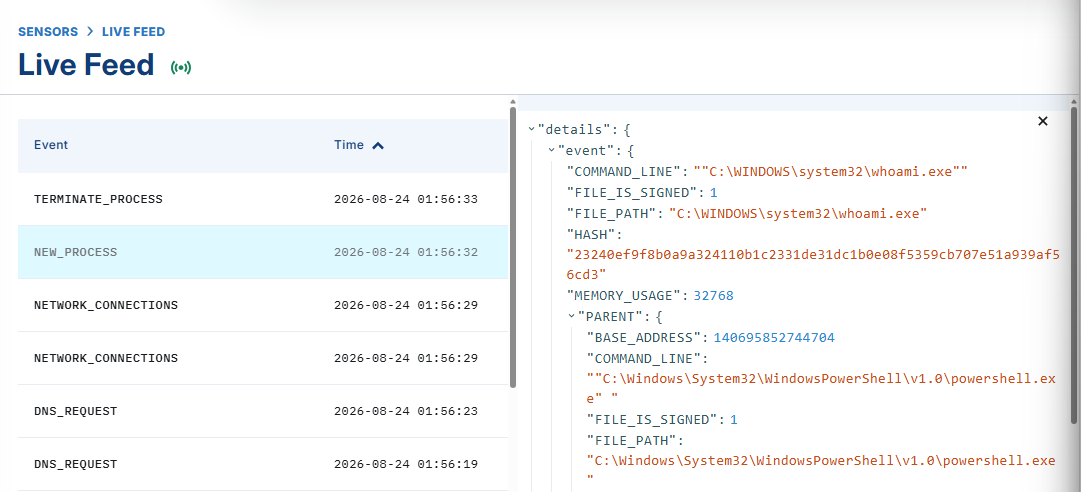 SENSORS > LIVE FEED
Live Feed
Event Time
TERMINATE_PROCESS 2026-08-24 01:56:33
NEW_PROCESS 2026-08-24 01:56:32
NETWORK_CONNECTIONS 2026-08-24 01:56:29
NETWORK_CONNECTIONS 2026-08-24 01:56:29
DNS_REQUEST 2026-08-24 01:56:23
DNS_REQUEST 2026-08-24 01:56:19
"details": {
"event": {
"COMMAND_LINE": ""C:\WINDOWS\system32\whoami.exe""
"FILE_IS_SIGNED": 1
"FILE_PATH": "C:\WINDOWS\system32\whoami.exe"
"HASH":
"23240ef9f8b0a9a324110b1c2331de31dc1b0e08f5359cb707e51a939af5
6cd3"
"MEMORY_USAGE": 32768
"PARENT": {
"BASE_ADDRESS": 140695852744704
"COMMAND_LINE":
""C:\Windows\System32\WindowsPowerShell\v1.0\powershell.ex
e" "
"FILE_IS_SIGNED": 1
"FILE_PATH":
"C:\Windows\System32\WindowsPowerShell\v1.0\powershell.exe
"